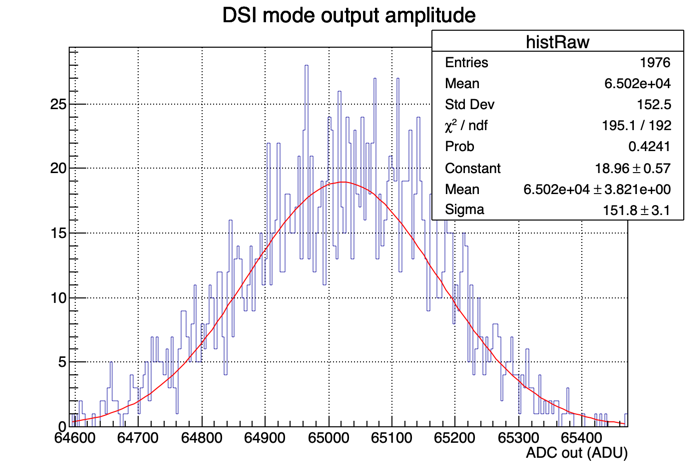 DSI mode output amplitude
histRaw
Entries 1976
Mean 6.502e+04
Std Dev 152.5
χ² / ndf 195.1 / 192
Prob 0.4241
Constant 18.96 ± 0.57
Mean 6.502e+04 ± 3.821e+00
Sigma 151.8 ± 3.1
25
20
15
10
5
0
64600 64700 64800 64900 65000 65100 65200 65300 65400
ADC out (ADU)